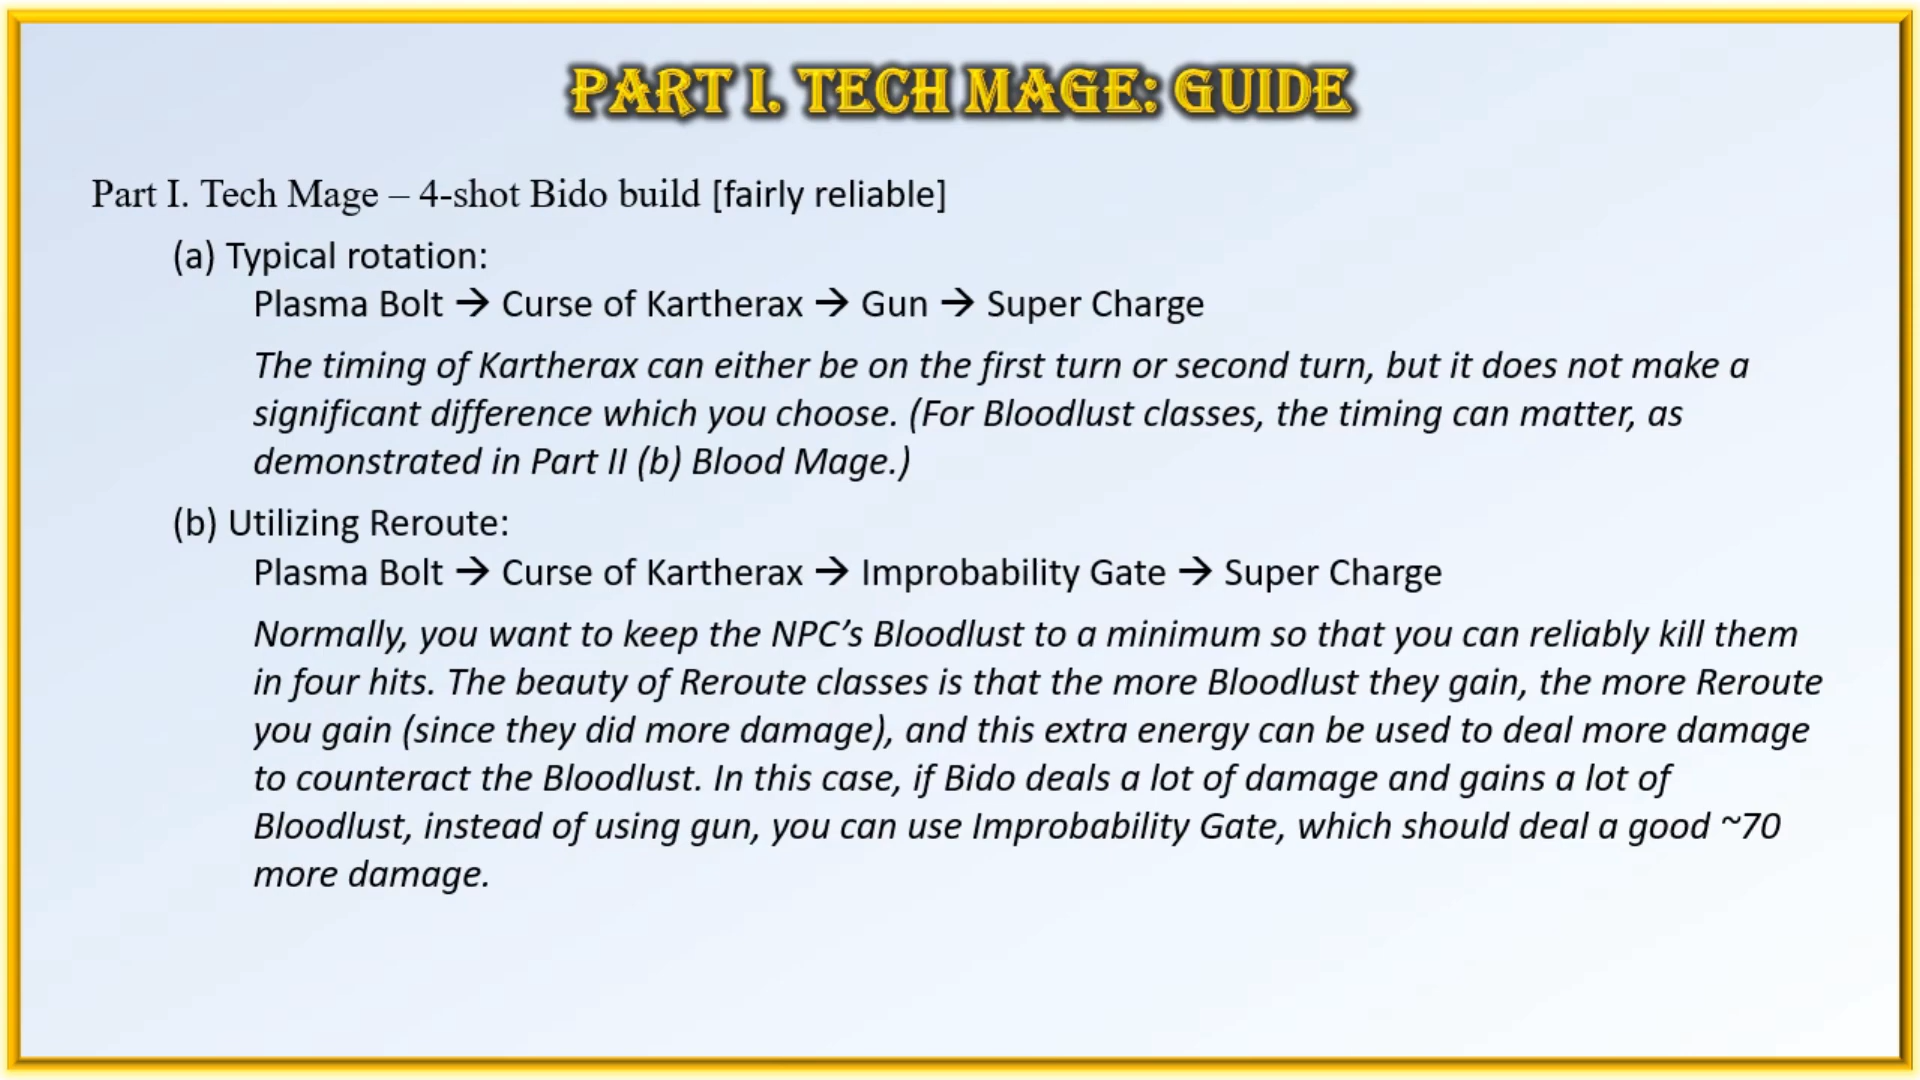 PART I. TECH MAGE: GUIDE
Part I. Tech Mage – 4-shot Bido build [fairly reliable]
(a) Typical rotation:
Plasma Bolt → Curse of Kartherax → Gun → Super Charge
The timing of Kartherax can either be on the first turn or second turn, but it does not make a
significant difference which you choose. (For Bloodlust classes, the timing can matter, as
demonstrated in Part II (b) Blood Mage.)
(b) Utilizing Reroute:
Plasma Bolt → Curse of Kartherax → Improbability Gate → Super Charge
Normally, you want to keep the NPC’s Bloodlust to a minimum so that you can reliably kill them
in four hits. The beauty of Reroute classes is that the more Bloodlust they gain, the more Reroute
you gain (since they did more damage), and this extra energy can be used to deal more damage
to counteract the Bloodlust. In this case, if Bido deals a lot of damage and gains a lot of
Bloodlust, instead of using gun, you can use Improbability Gate, which should deal a good ~70
more damage.